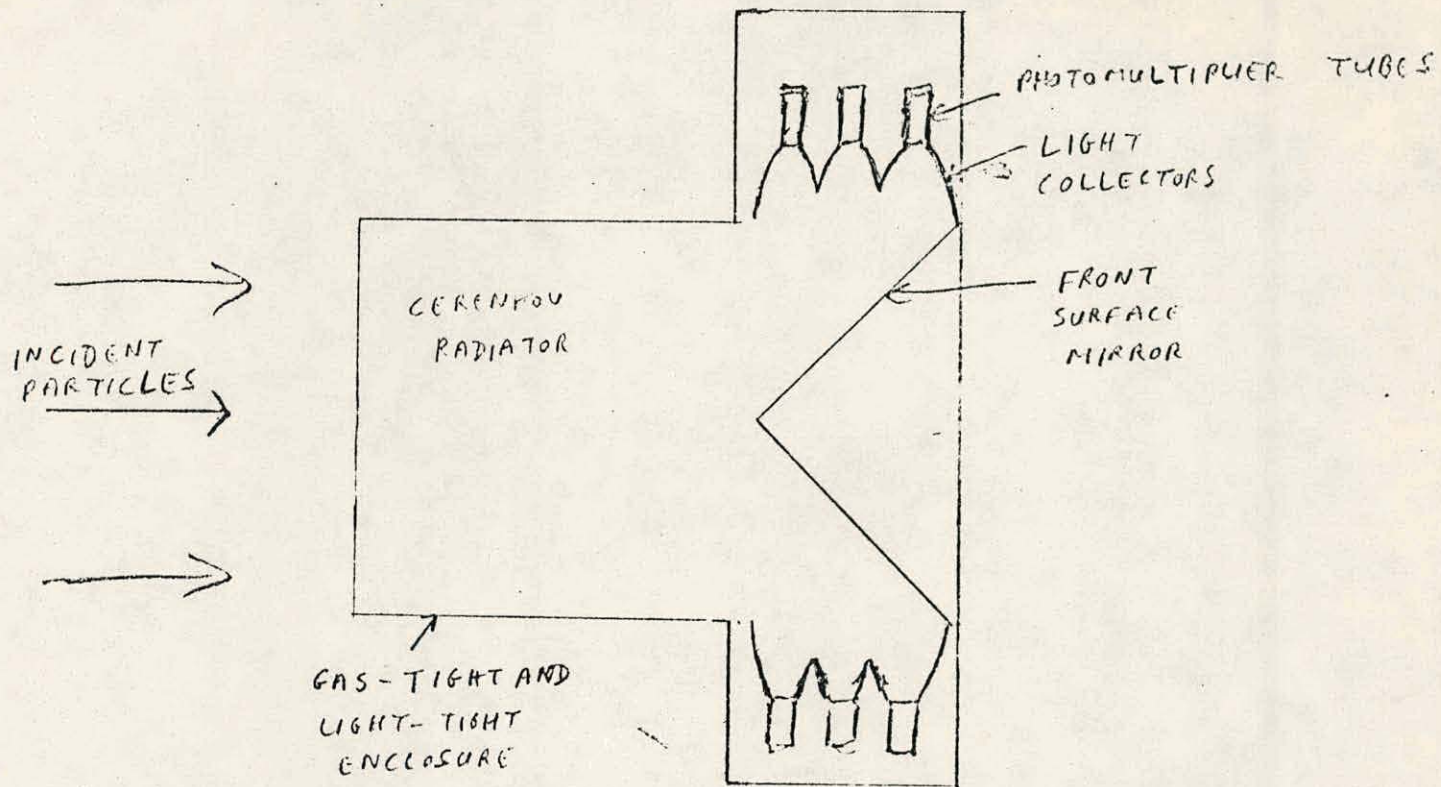 PHOTOMULTIPLIER TUBES
LIGHT
COLLECTORS
CERENKOV
RADIATOR
FRONT
SURFACE
MIRROR
INCIDENT
PARTICLES
GAS-TIGHT AND
LIGHT-TIGHT
ENCLOSURE